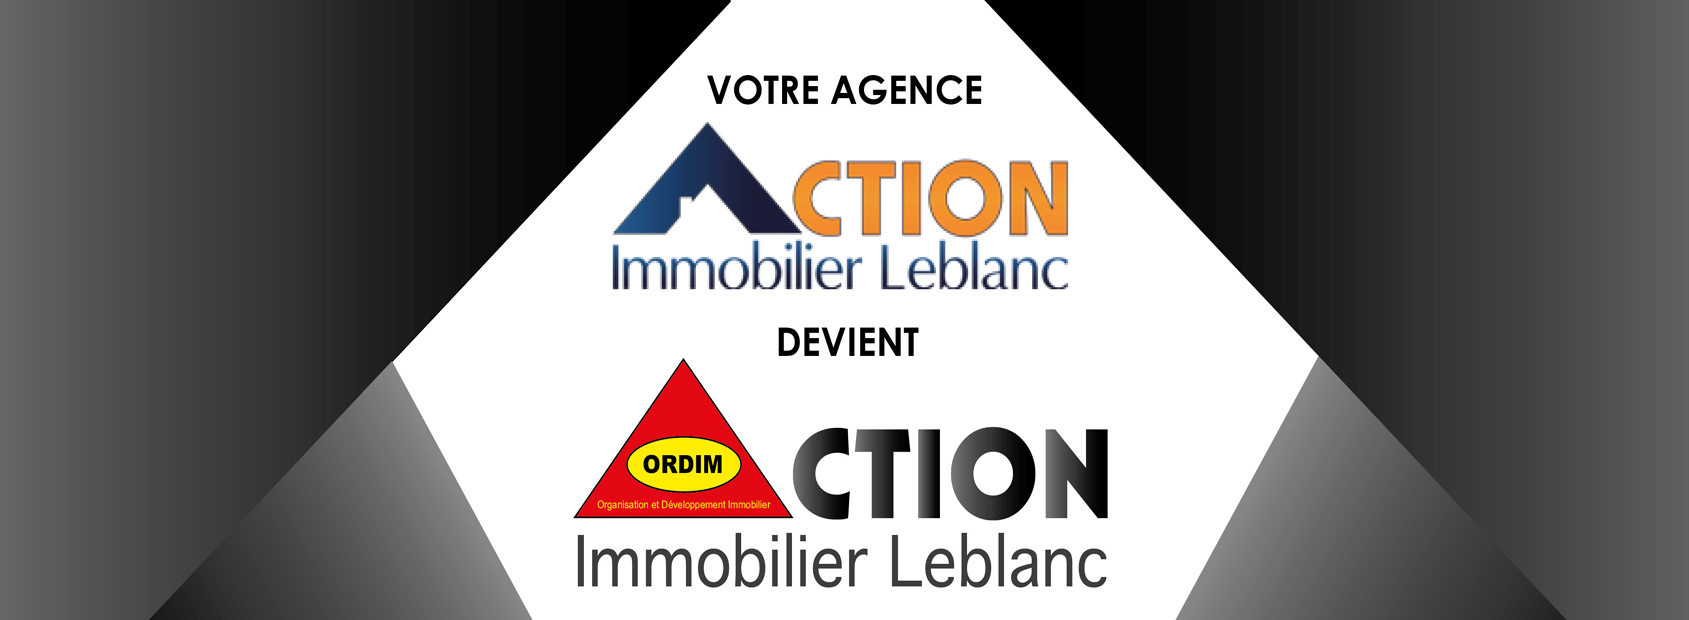 VOTRE AGENCE
ACTION
Immobilier Leblanc
DEVIENT
ORDIM
Organisation et Développement Immobilier
CTION
Immobilier Leblanc